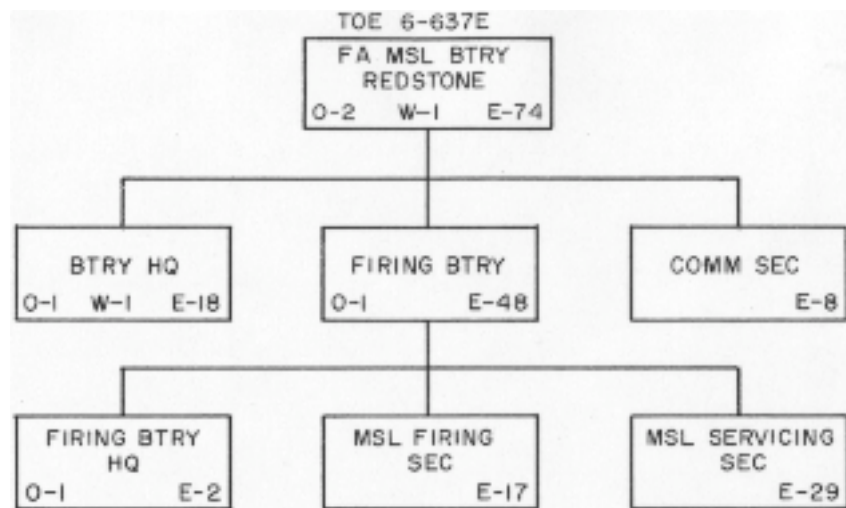 TOE 6-637E
FA MSL BTRY
REDSTONE
O-2 W-1 E-74
BTRY HQ
O-1 W-1 E-18
FIRING BTRY
O-1 E-48
COMM SEC
E-8
FIRING BTRY
HQ
O-1 E-2
MSL FIRING
SEC
E-17
MSL SERVICING
SEC
E-29